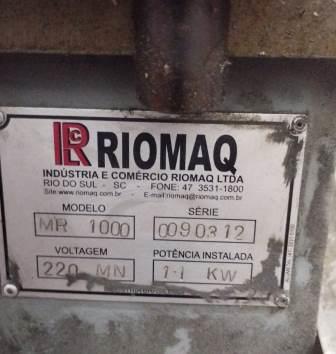 RIOMAQ
INDÚSTRIA E COMÉRCIO RIOMAQ LTDA
RIO DO SUL - SC - FONE: 47 3531-1800
Site:www.riomaq.com.br - E-mail:riomaq@riomaq.com.br
MODELO SÉRIE
MR 1000 0090812
VOLTAGEM POTÊNCIA INSTALADA
220 MN 1.1 KW